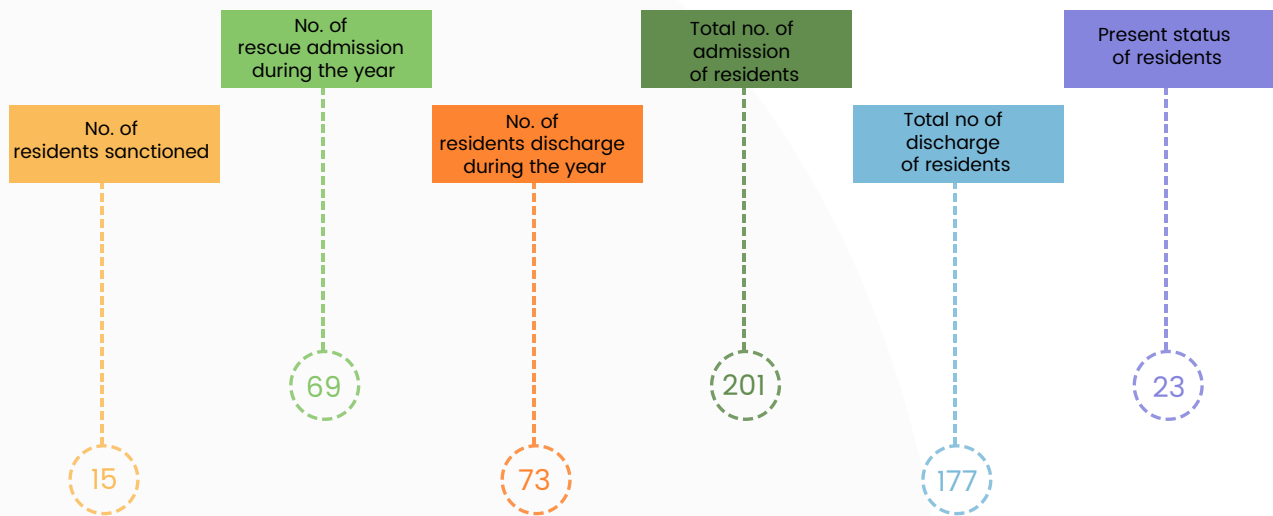 No. of
residents sanctioned
15
No. of
rescue admission
during the year
69
No. of
residents discharge
during the year
73
Total no. of
admission
of residents
201
Total no of
discharge
of residents
177
Present status
of residents
23